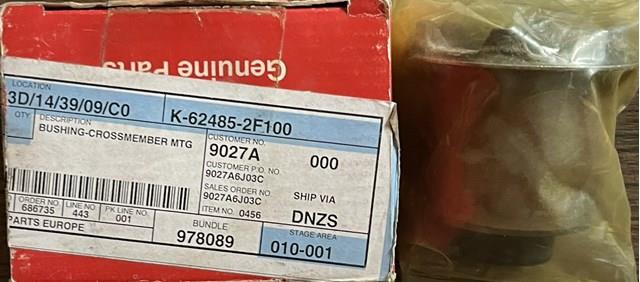 Genuine Parts
LOCATION
3D/14/39/09/C0
K-62485-2F100
QTY
DESCRIPTION
BUSHING-CROSSMEMBER MTG
CUSTOMER NO.
9027A
000
CUSTOMER P.O. NO.
9027A6J03C
SALES ORDER NO.
9027A6J03C
SHIP VIA
ITEM NO. 0456
DNZS
ORDER NO.
686735
LINE NO.
443
PK LINE NO.
001
PARTS EUROPE
BUNDLE
978089
STAGE AREA
010-001